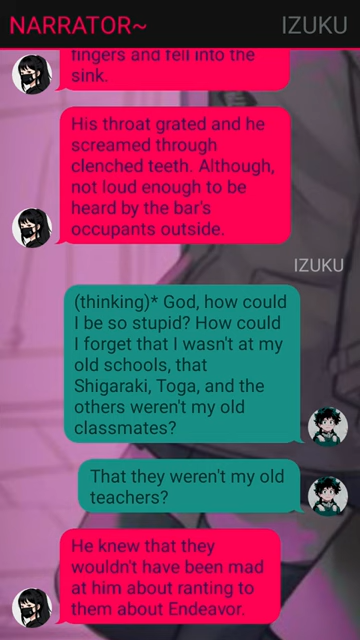 NARRATOR~
IZUKU
fingers and fell into the
sink.
His throat grated and he
screamed through
clenched teeth. Although,
not loud enough to be
heard by the bar's
occupants outside.
IZUKU
(thinking)* God, how could
I be so stupid? How could
I forget that I wasn't at my
old schools, that
Shigaraki, Toga, and the
others weren't my old
classmates?
That they weren't my old
teachers?
He knew that they
wouldn't have been mad
at him about ranting to
them about Endeavor.